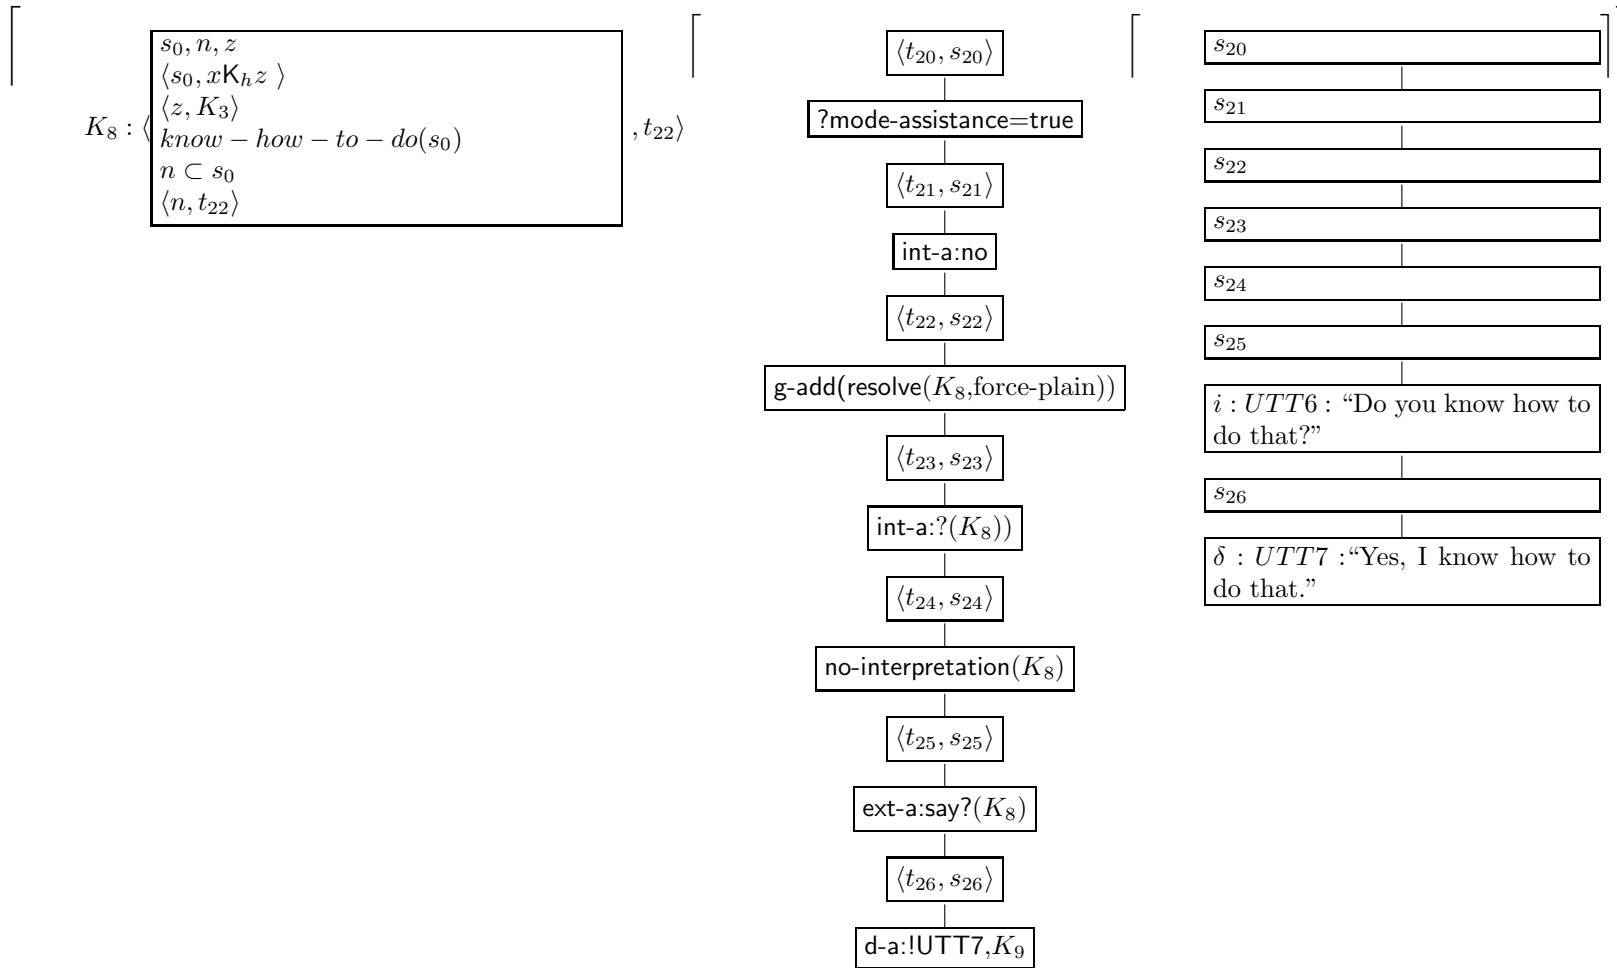 K₈ : ⟨
s₀, n, z
⟨s₀, xKₕz ⟩
⟨z, K₃⟩
know − how − to − do(s₀)
n ⊂ s₀
⟨n, t₂₂⟩
, t₂₂⟩
⟨t₂₀, s₂₀⟩
?mode-assistance=true
⟨t₂₁, s₂₁⟩
int-a:no
⟨t₂₂, s₂₂⟩
g-add(resolve(K₈,force-plain))
⟨t₂₃, s₂₃⟩
int-a:?(K₈))
⟨t₂₄, s₂₄⟩
no-interpretation(K₈)
⟨t₂₅, s₂₅⟩
ext-a:say?(K₈)
⟨t₂₆, s₂₆⟩
d-a:!UTT7,K₉
s₂₀
s₂₁
s₂₂
s₂₃
s₂₄
s₂₅
i : UTT6 : “Do you know how to
do that?”
s₂₆
δ : UTT7 :“Yes, I know how to
do that.”